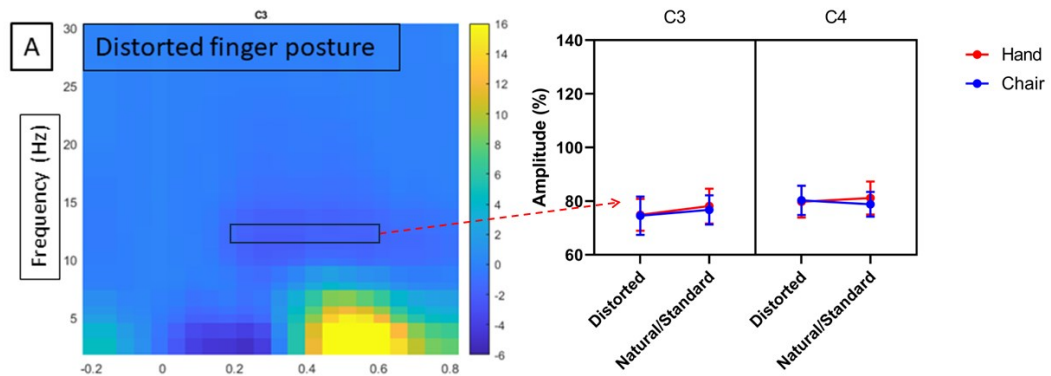 C3
A
Distorted finger posture
Frequency (Hz)
30
25
20
15
10
5
-0.2
0
0.2
0.4
0.6
0.8
16
14
12
10
8
6
4
2
0
-2
-4
-6
C3
C4
Amplitude (%)
140
120
100
80
60
Distorted
Natural/Standard
Distorted
Natural/Standard
Hand
Chair